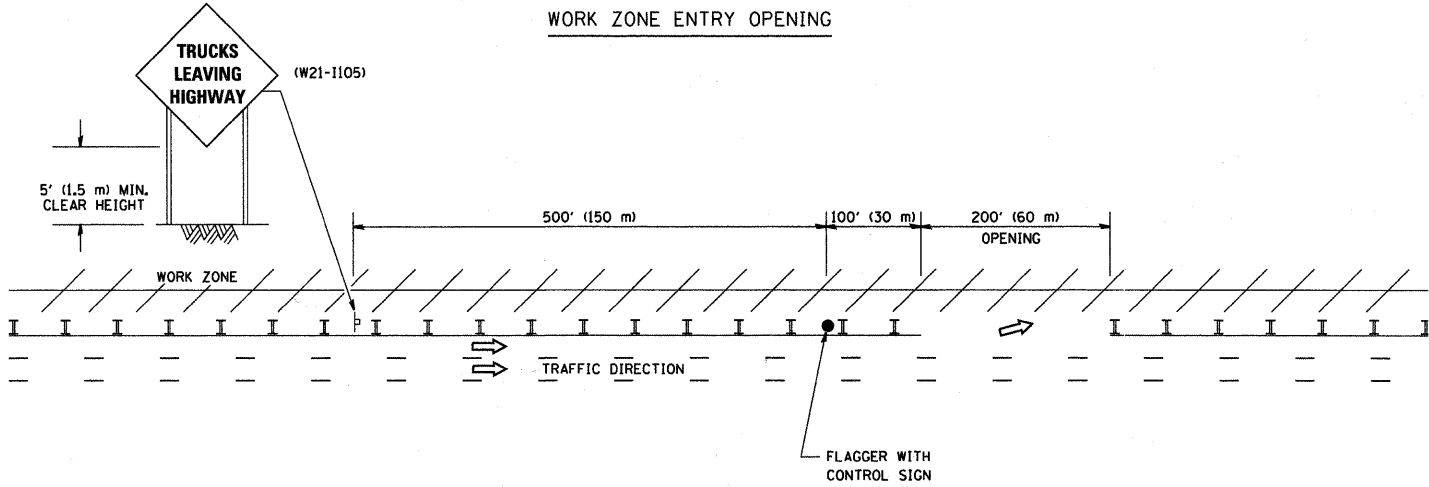 WORK ZONE ENTRY OPENING
TRUCKS
LEAVING
HIGHWAY
(W21-I105)
5' (1.5 m) MIN.
CLEAR HEIGHT
500' (150 m)
100' (30 m)
200' (60 m)
OPENING
WORK ZONE
TRAFFIC DIRECTION
FLAGGER WITH
CONTROL SIGN